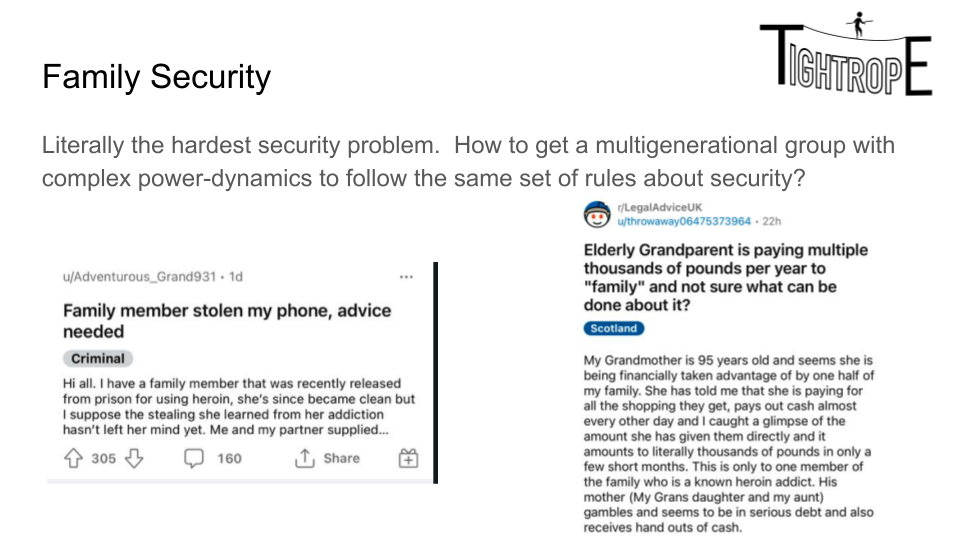 TIGHTROPE
Family Security
Literally the hardest security problem.  How to get a multigenerational group with
complex power-dynamics to follow the same set of rules about security?
u/Adventurous_Grand931 • 1d
Family member stolen my phone, advice
needed
Criminal
Hi all. I have a family member that was recently released
from prison for using heroin, she's since became clean but
I suppose the stealing she learned from her addiction
hasn't left her mind yet. Me and my partner supplied...
305
160
Share
r/LegalAdviceUK
u/throwaway06475373964 • 22h
Elderly Grandparent is paying multiple
thousands of pounds per year to
"family" and not sure what can be
done about it?
Scotland
My Grandmother is 95 years old and seems she is
being financially taken advantage of by one half of
my family. She has told me that she is paying for
all the shopping they get, pays out cash almost
every other day and I caught a glimpse of the
amount she has given them directly and it
amounts to literally thousands of pounds in only a
few short months. This is only to one member of
the family who is a known heroin addict. His
mother (My Grans daughter and my aunt)
gambles and seems to be in serious debt and also
receives hand outs of cash.